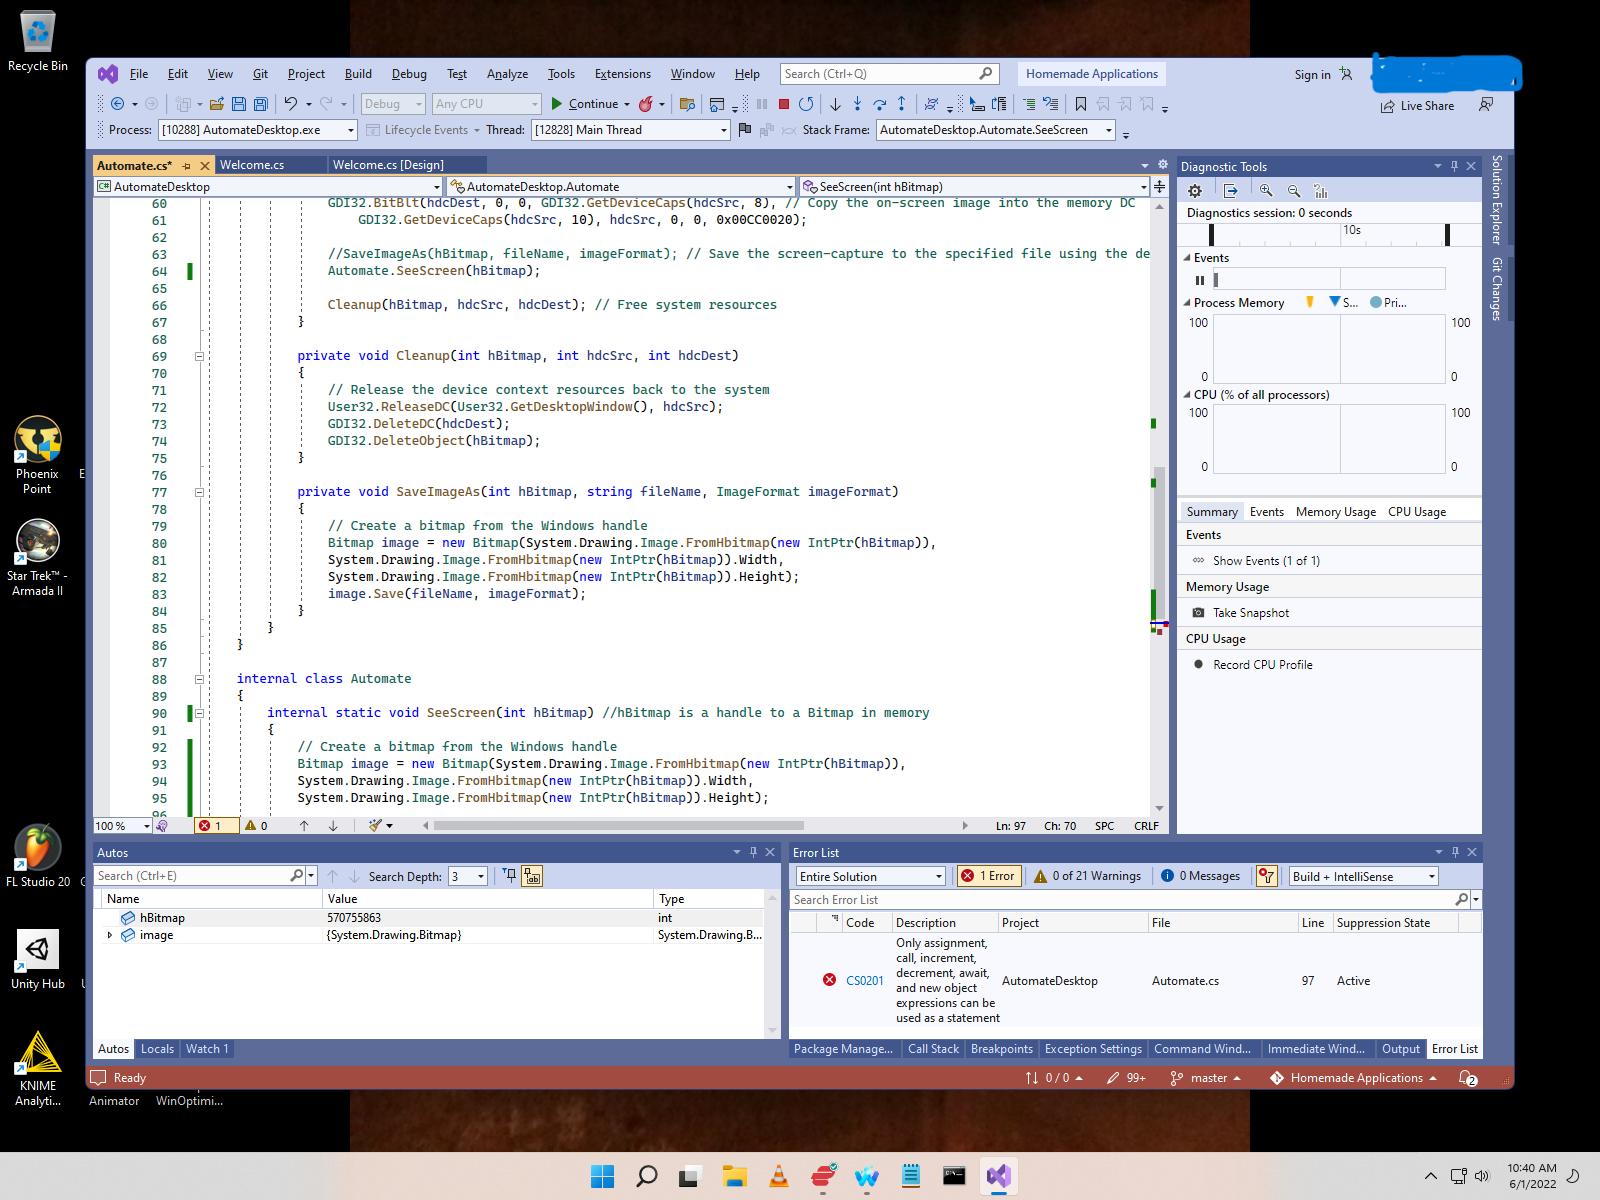 Recycle Bin
File Edit View Git Project Build Debug Test Analyze Tools Extensions Window Help Search (Ctrl+Q) Homemade Applications Sign in
Debug Any CPU Continue Live Share
Process: [10288] AutomateDesktop.exe Lifecycle Events Thread: [12828] Main Thread Stack Frame: AutomateDesktop.Automate.SeeScreen
Automate.cs* Welcome.cs Welcome.cs [Design]
AutomateDesktop AutomateDesktop.Automate SeeScreen(int hBitmap)
60 GDI32.BitBlt(hdcDest, 0, 0, GDI32.GetDeviceCaps(hdcSrc, 8), // Copy the on-screen image into the memory DC
61 GDI32.GetDeviceCaps(hdcSrc, 10), hdcSrc, 0, 0, 0x00CC0020);
62
63 //SaveImageAs(hBitmap, fileName, imageFormat); // Save the screen-capture to the specified file using the de
64 Automate.SeeScreen(hBitmap);
65
66 Cleanup(hBitmap, hdcSrc, hdcDest); // Free system resources
67 }
68
69 private void Cleanup(int hBitmap, int hdcSrc, int hdcDest)
70 {
71 // Release the device context resources back to the system
72 User32.ReleaseDC(User32.GetDesktopWindow(), hdcSrc);
73 GDI32.DeleteDC(hdcDest);
74 GDI32.DeleteObject(hBitmap);
75 }
76
77 private void SaveImageAs(int hBitmap, string fileName, ImageFormat imageFormat)
78 {
79 // Create a bitmap from the Windows handle
80 Bitmap image = new Bitmap(System.Drawing.Image.FromHbitmap(new IntPtr(hBitmap)),
81 System.Drawing.Image.FromHbitmap(new IntPtr(hBitmap)).Width,
82 System.Drawing.Image.FromHbitmap(new IntPtr(hBitmap)).Height);
83 image.Save(fileName, imageFormat);
84 }
85 }
86 }
87
88 internal class Automate
89 {
90 internal static void SeeScreen(int hBitmap) //hBitmap is a handle to a Bitmap in memory
91 {
92 // Create a bitmap from the Windows handle
93 Bitmap image = new Bitmap(System.Drawing.Image.FromHbitmap(new IntPtr(hBitmap)),
94 System.Drawing.Image.FromHbitmap(new IntPtr(hBitmap)).Width,
95 System.Drawing.Image.FromHbitmap(new IntPtr(hBitmap)).Height);
96
100 % 1 0 Ln: 97 Ch: 70 SPC CRLF
Diagnostic Tools
Diagnostics session: 0 seconds
10s
Events
Process Memory S... Pri...
100 100
0 0
CPU (% of all processors)
100 100
0 0
Summary Events Memory Usage CPU Usage
Events
Show Events (1 of 1)
Memory Usage
Take Snapshot
CPU Usage
Record CPU Profile
Solution Explorer
Git Changes
Autos
Search (Ctrl+E) Search Depth: 3
Name Value Type
hBitmap 570755863 int
image {System.Drawing.Bitmap} System.Drawing.B...
Autos Locals Watch 1
Error List
Entire Solution 1 Error 0 of 21 Warnings 0 Messages Build + IntelliSense
Search Error List
Code Description Project File Line Suppression State
CS0201 Only assignment,
call, increment,
decrement, await,
and new object
expressions can be
used as a statement AutomateDesktop Automate.cs 97 Active
Package Manage... Call Stack Breakpoints Exception Settings Command Wind... Immediate Wind... Output Error List
Ready 0 / 0 99+ master Homemade Applications 2
Phoenix
Point
E
Star Trek™ -
Armada II
FL Studio 20
Unity Hub
KNIME
Analyti...
Animator WinOptimi...
10:40 AM
6/1/2022